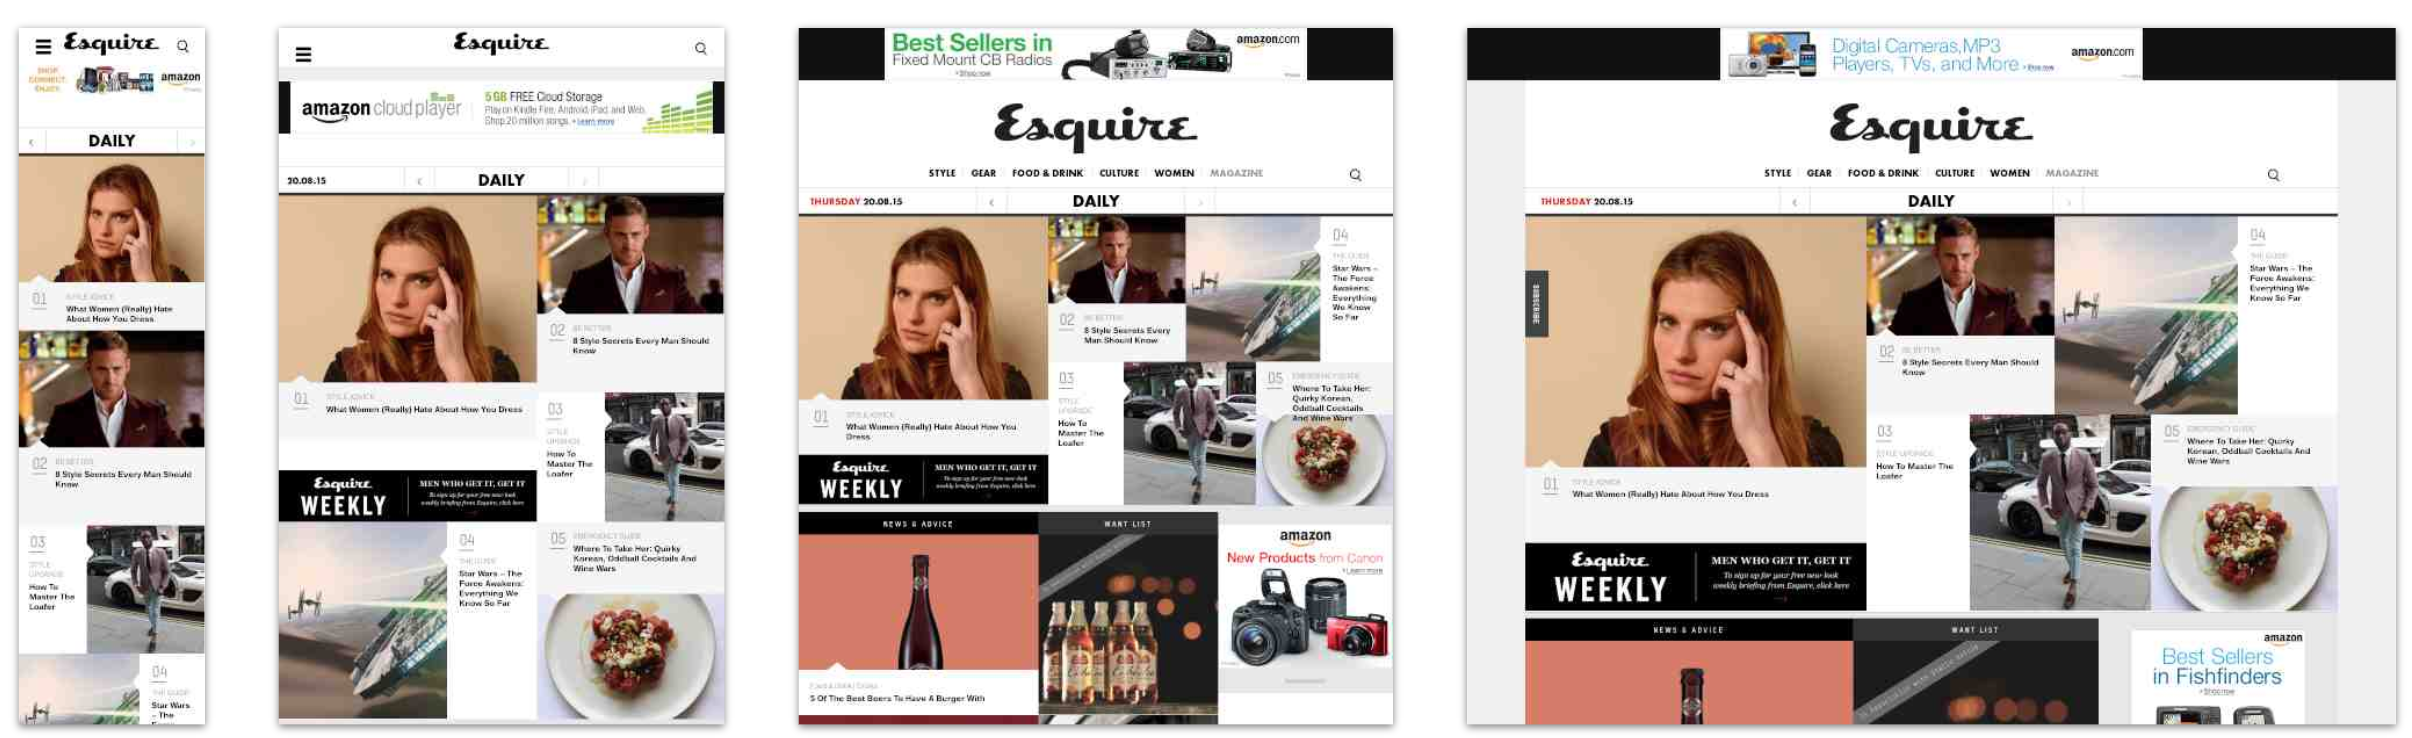 Esquire
SHOP.
CONNECT.
ENJOY.
amazon
DAILY
01
STYLE ADVICE
What Women (Really) Hate
About How You Dress
02
BE BETTER
8 Style Secrets Every Man Should
Know
03
STYLE
UPGRADE
How To
Master The
Loafer
04
THE GUIDE
Star Wars
– The
Esquire
amazon cloud player
5 GB FREE Cloud Storage
Play on Kindle Fire, Android, iPad, and Web.
Shop 20 million songs. • Learn more
20.08.15
DAILY
01
STYLE ADVICE
What Women (Really) Hate About How You Dress
02
BE BETTER
8 Style Secrets Every Man Should
Know
03
STYLE
UPGRADE
How To
Master The
Loafer
Esquire
WEEKLY
MEN WHO GET IT, GET IT
To sign up for your free new-look
weekly briefing from Esquire, click here
04
THE GUIDE
Star Wars – The
Force Awakens:
Everything We
Know So Far
05
EMERGENCY GUIDE
Where To Take Her: Quirky
Korean, Oddball Cocktails And
Wine Wars
Best Sellers in
Fixed Mount CB Radios
• Shop now
amazon.com
Esquire
STYLE GEAR FOOD & DRINK CULTURE WOMEN MAGAZINE
THURSDAY 20.08.15
DAILY
01
STYLE ADVICE
What Women (Really) Hate About How You
Dress
02
BE BETTER
8 Style Secrets Every
Man Should Know
04
THE GUIDE
Star Wars –
The Force
Awakens:
Everything
We Know
So Far
03
STYLE
UPGRADE
How To
Master The
Loafer
05
EMERGENCY GUIDE
Where To Take Her:
Quirky Korean,
Oddball Cocktails
And Wine Wars
Esquire
WEEKLY
MEN WHO GET IT, GET IT
To sign up for your free new-look
weekly briefing from Esquire, click here
NEWS & ADVICE
WANT LIST
amazon
New Products from Canon
• Learn more
5 Of The Best Beers To Have A Burger With
Digital Cameras, MP3
Players, TVs, and More • Shop now
amazon.com
Esquire
STYLE GEAR FOOD & DRINK CULTURE WOMEN MAGAZINE
THURSDAY 20.08.15
DAILY
SUBSCRIBE
01
STYLE ADVICE
What Women (Really) Hate About How You Dress
02
BE BETTER
8 Style Secrets Every Man Should
Know
04
THE GUIDE
Star Wars – The
Force Awakens:
Everything We
Know So Far
03
STYLE UPGRADE
How To Master The
Loafer
05
EMERGENCY GUIDE
Where To Take Her: Quirky
Korean, Oddball Cocktails And
Wine Wars
Esquire
WEEKLY
MEN WHO GET IT, GET IT
To sign up for your free new-look
weekly briefing from Esquire, click here
NEWS & ADVICE
WANT LIST
amazon
Best Sellers
in Fishfinders
• Shop now